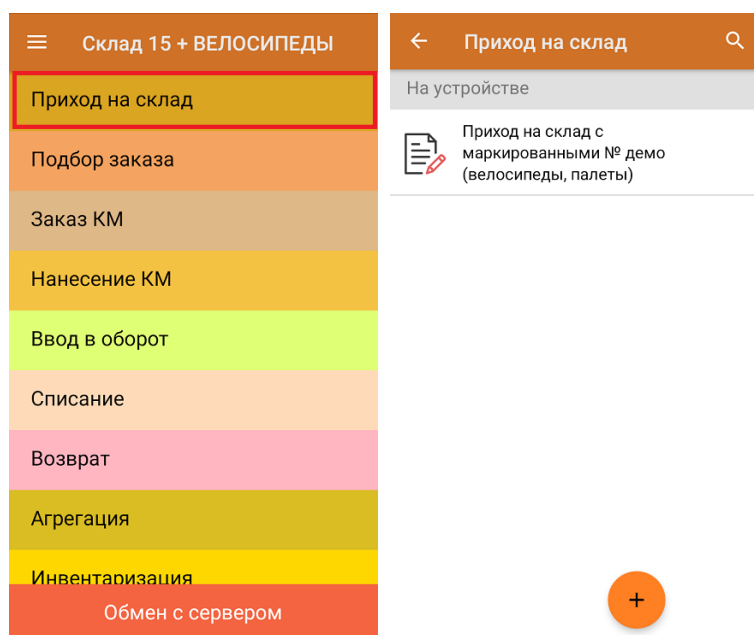 Склад 15 + ВЕЛОСИПЕДЫ
Приход на склад
Подбор заказа
Заказ КМ
Нанесение КМ
Ввод в оборот
Списание
Возврат
Агрегация
Инвентаризация
Обмен с сервером
Приход на склад
На устройстве
Приход на склад с
маркированными № демо
(велосипеды, палеты)
+